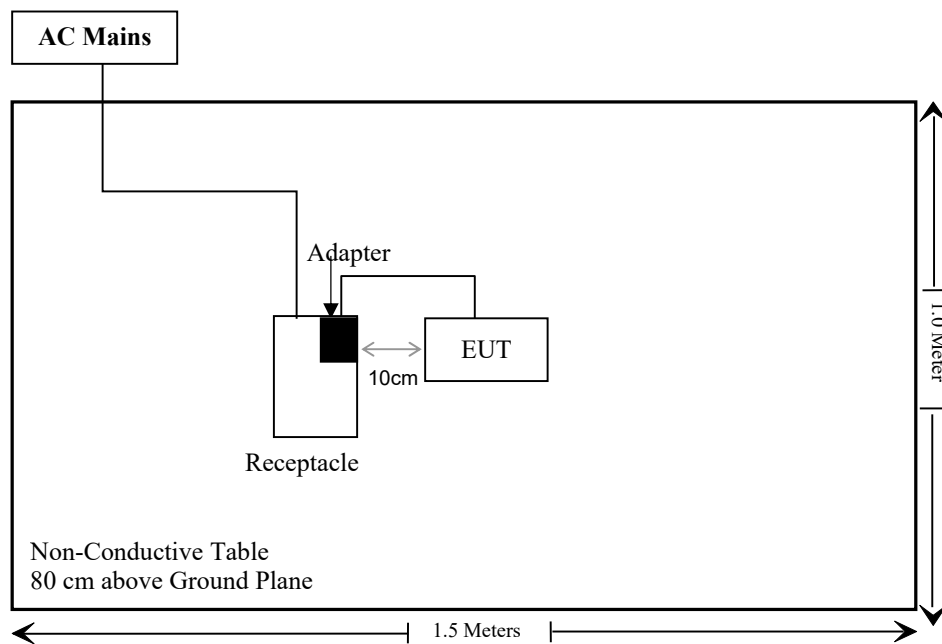 AC Mains
Adapter
EUT
10cm
1.0 Meter
Receptacle
Non-Conductive Table
80 cm above Ground Plane
1.5 Meters